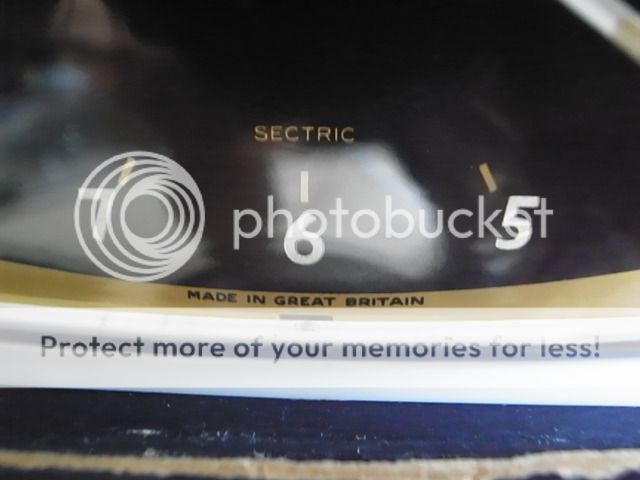 SECTRIC
7 6 5
photobucket
MADE IN GREAT BRITAIN
Protect more of your memories for less!